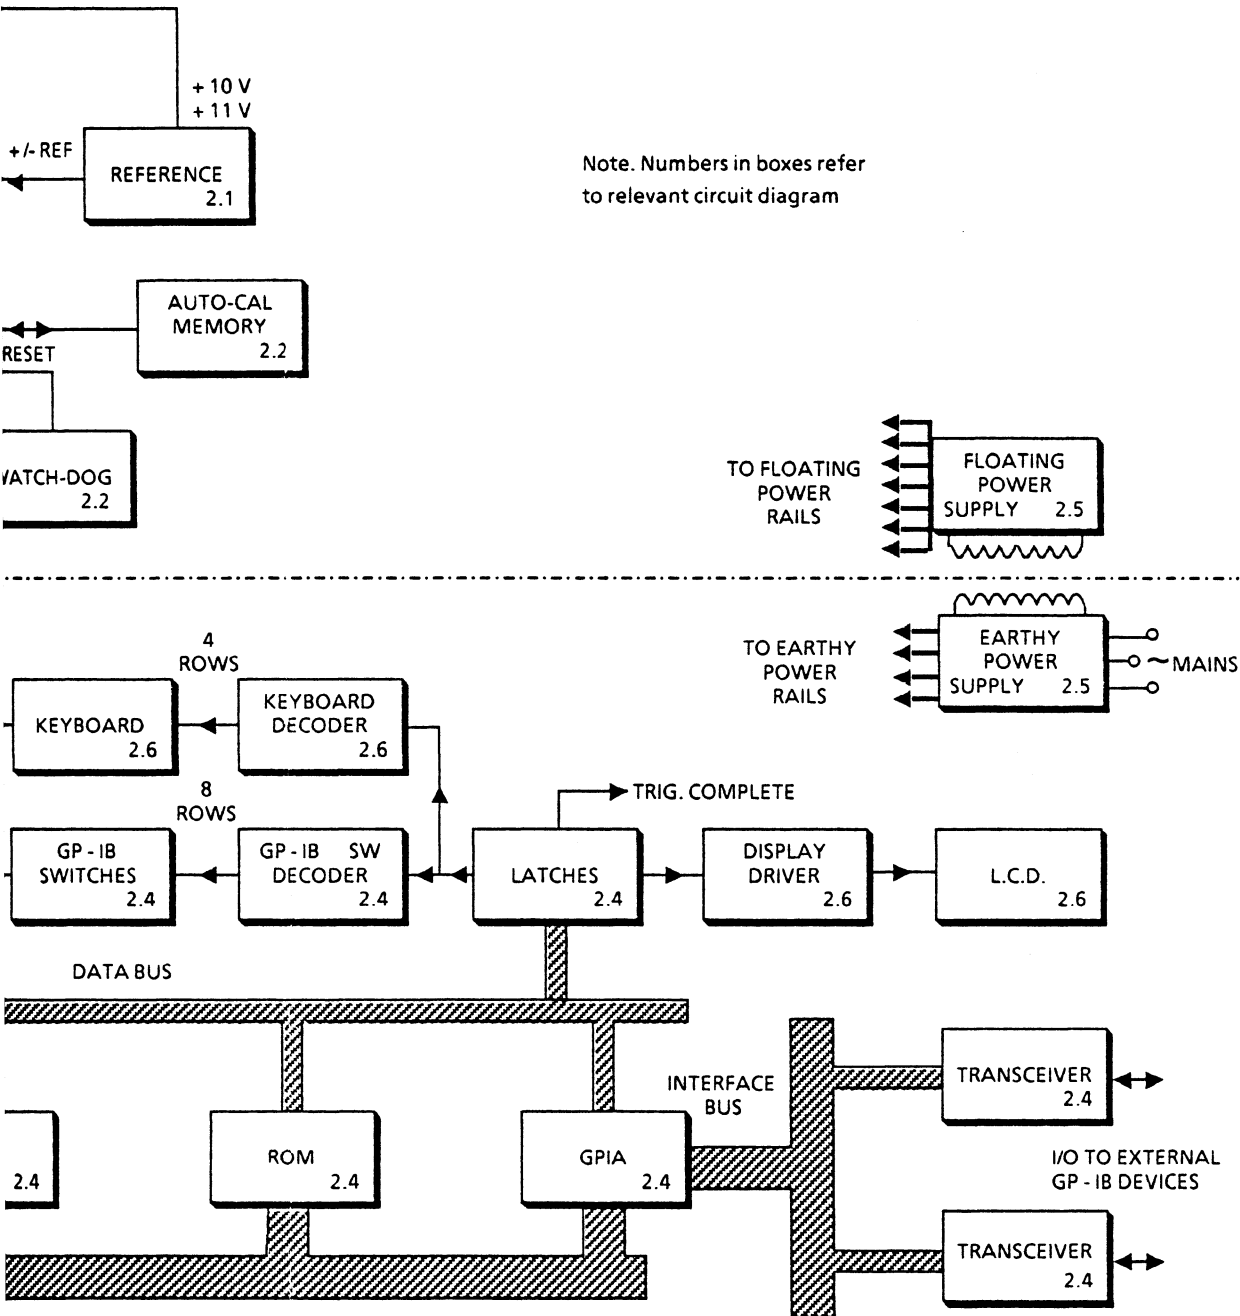 +10 V
+11 V
+/- REF
REFERENCE
2.1
Note. Numbers in boxes refer
to relevant circuit diagram
AUTO-CAL
MEMORY
2.2
RESET
VATCH-DOG
2.2
TO FLOATING
POWER
RAILS
FLOATING
POWER
SUPPLY 2.5
TO EARTHY
POWER
RAILS
EARTHY
POWER
SUPPLY 2.5
~ MAINS
4
ROWS
KEYBOARD
2.6
KEYBOARD
DECODER
2.6
8
ROWS
TRIG. COMPLETE
GP - IB
SWITCHES
2.4
GP - IB SW
DECODER
2.4
LATCHES
2.4
DISPLAY
DRIVER
2.6
L.C.D.
2.6
DATA BUS
INTERFACE
BUS
TRANSCEIVER
2.4
2.4
ROM
2.4
GPIA
2.4
I/O TO EXTERNAL
GP - IB DEVICES
TRANSCEIVER
2.4